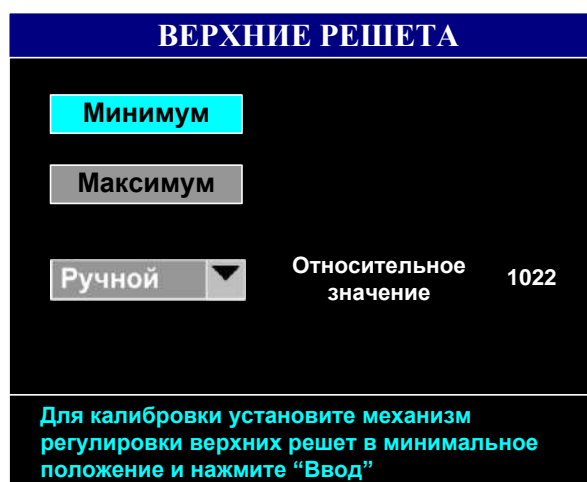 ВЕРХНИЕ РЕШЕТА
Минимум
Максимум
Ручной
Относительное
значение
1022
Для калибровки установите механизм
регулировки верхних решет в минимальное
положение и нажмите “Ввод”